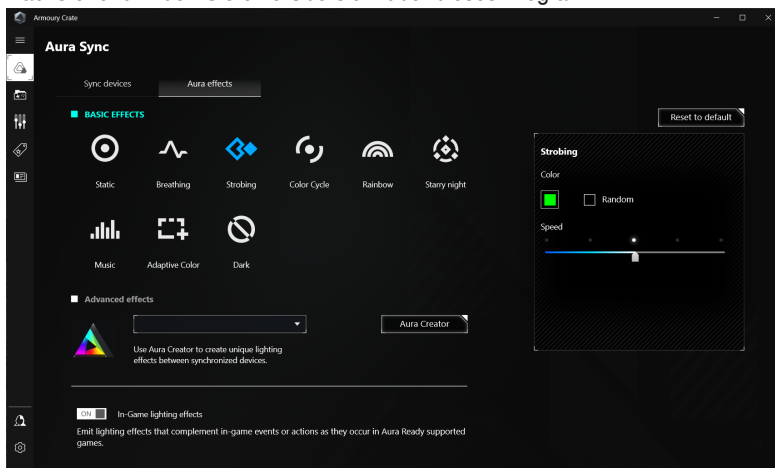 Armoury Crate
Aura Sync
Sync devices
Aura effects
BASIC EFFECTS
Static
Breathing
Strobing
Color Cycle
Rainbow
Starry night
Music
Adaptive Color
Dark
Advanced effects
Aura Creator
Use Aura Creator to create unique lighting
effects between synchronized devices.
ON
In-Game lighting effects
Emit lighting effects that complement in-game events or actions as they occur in Aura Ready supported
games.
Reset to default
Strobing
Color
Random
Speed